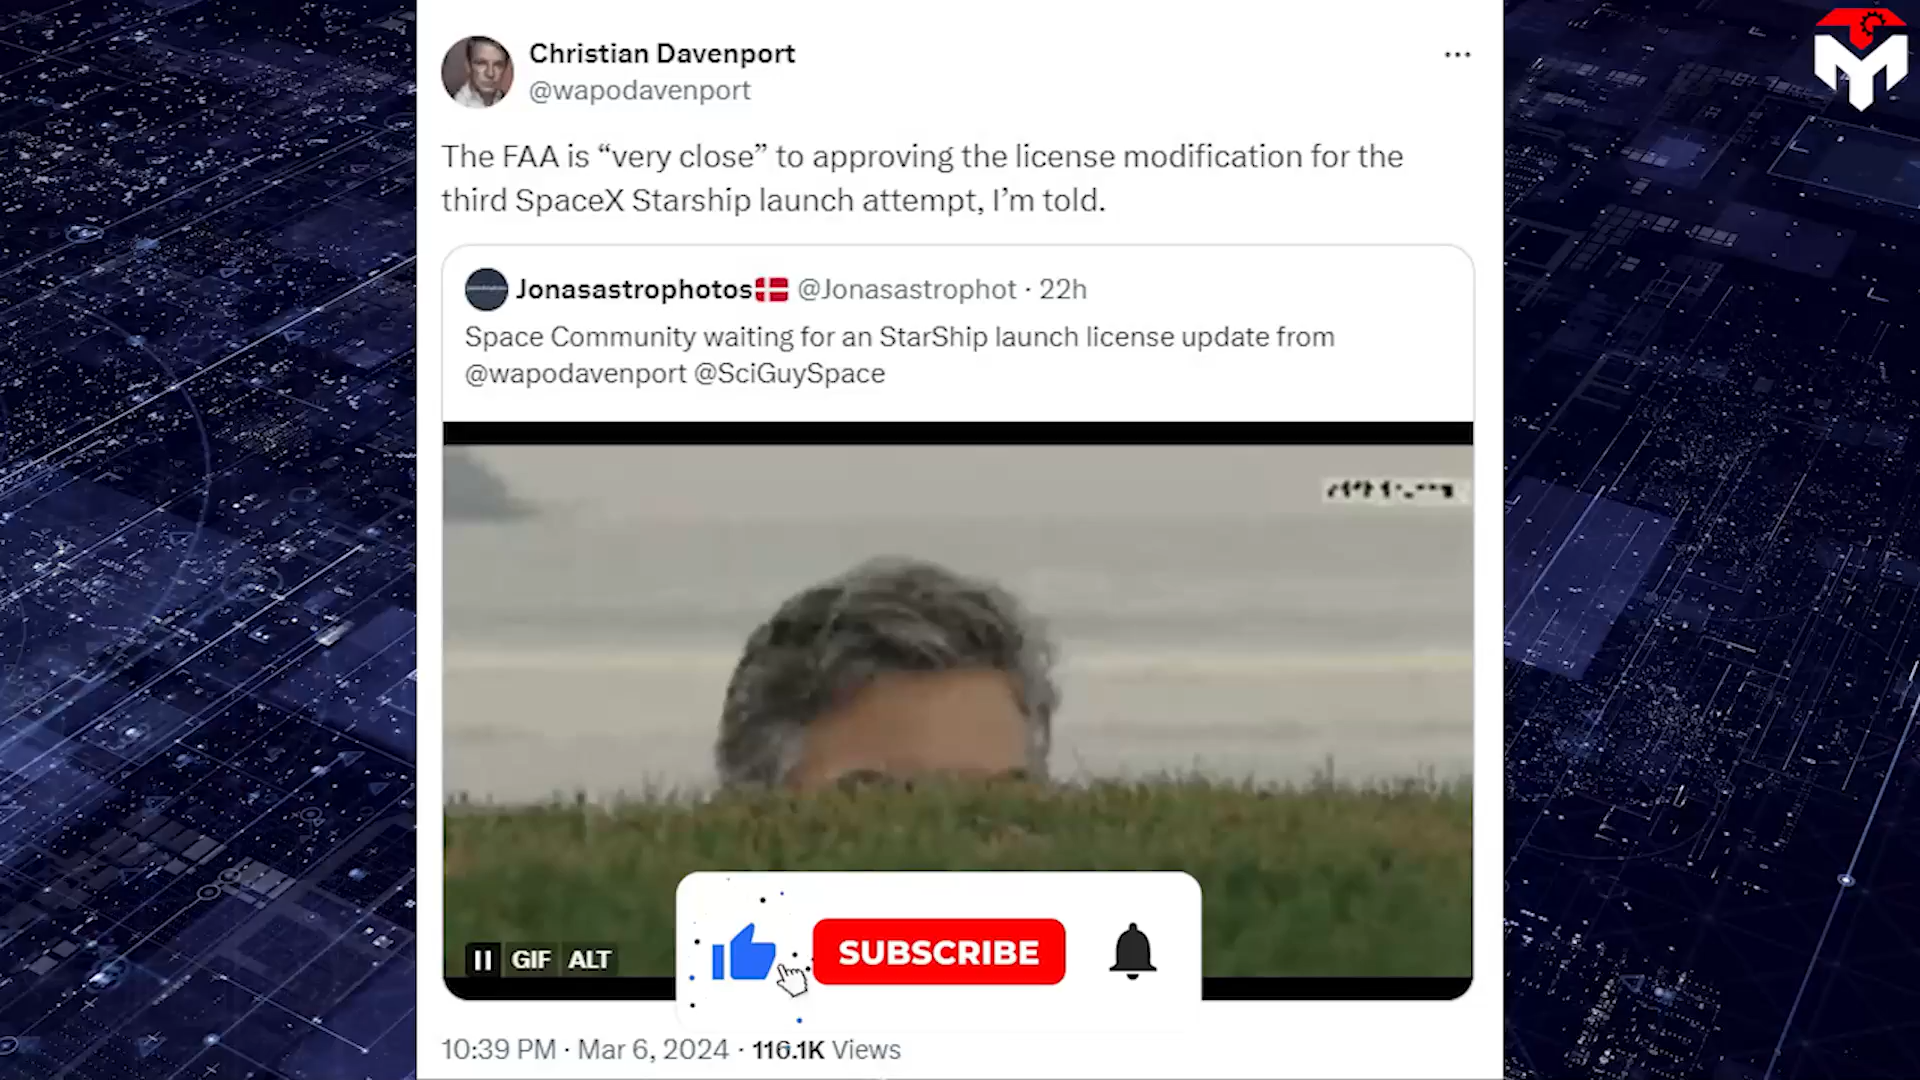 Christian Davenport
@wapodavenport
The FAA is “very close” to approving the license modification for the
third SpaceX Starship launch attempt, I’m told.
Jonasastrophotos🇩🇰 @Jonasastrophot · 22h
Space Community waiting for an StarShip launch license update from
@wapodavenport @SciGuySpace
GIF ALT
SUBSCRIBE
10:39 PM · Mar 6, 2024 · 116.1K Views